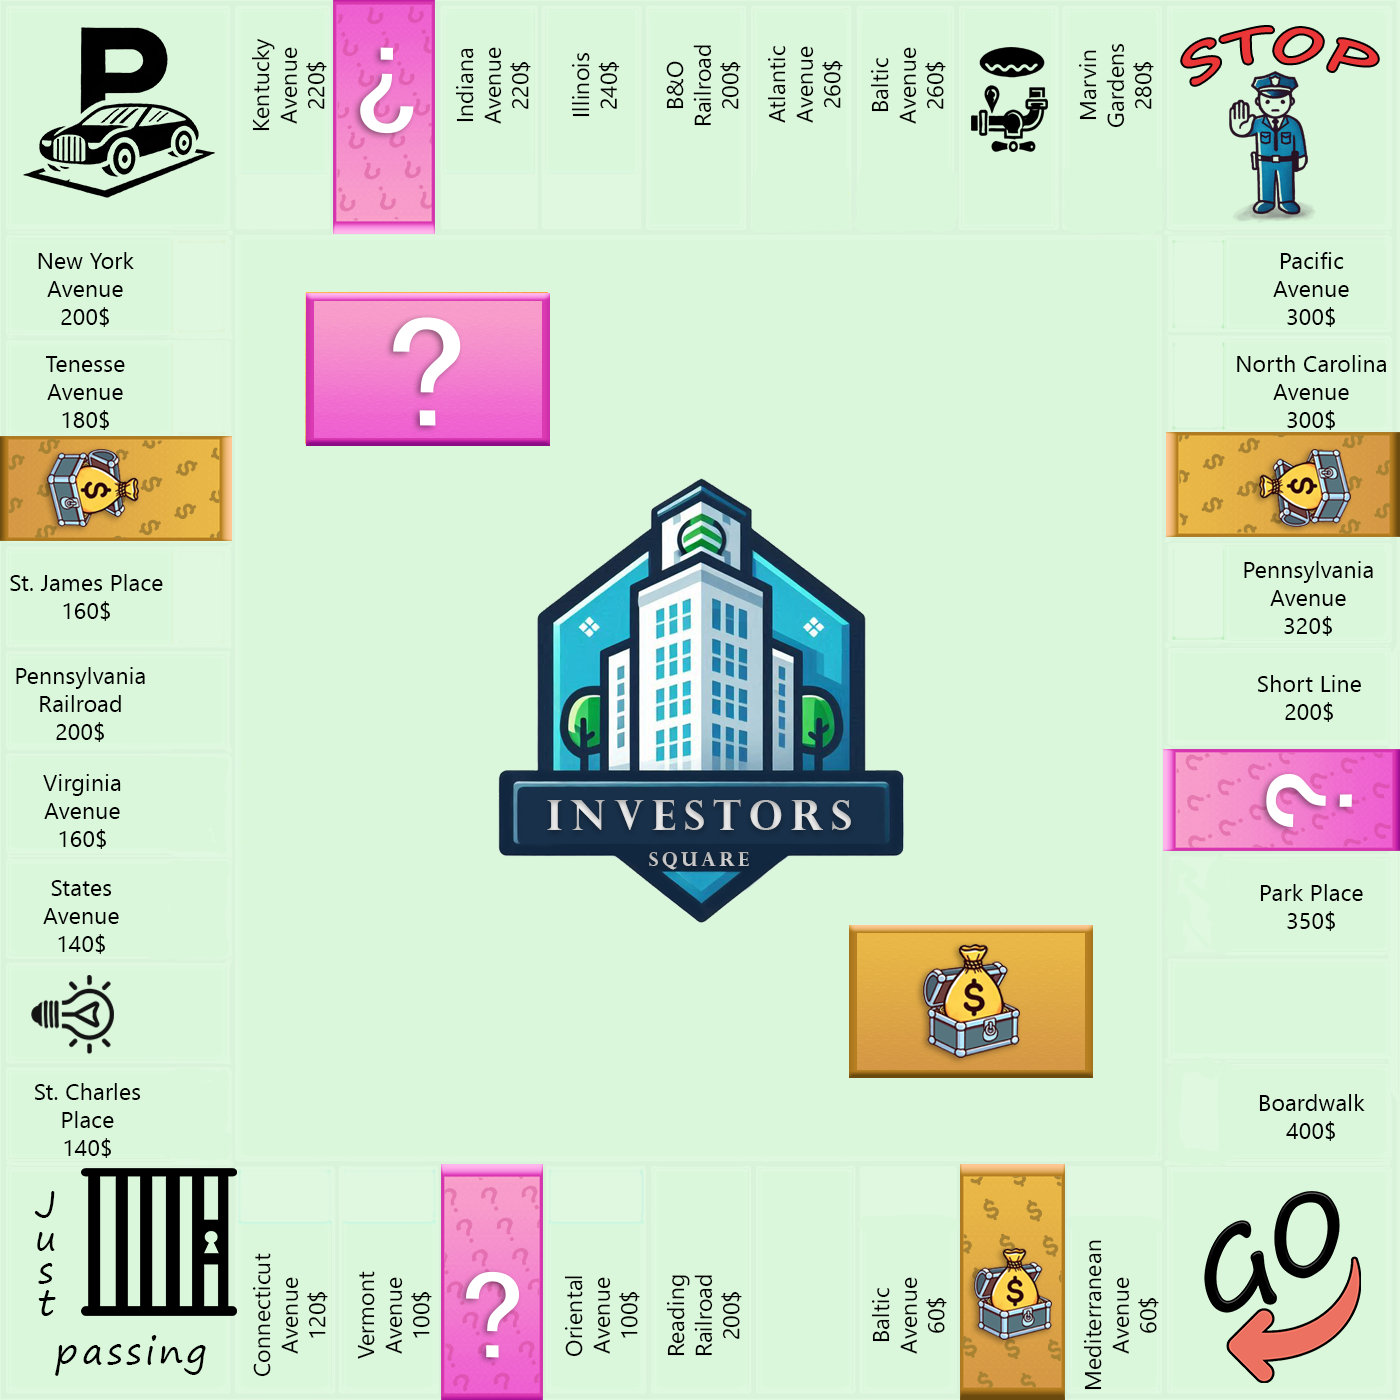 P
Kentucky
Avenue
220$
?
Indiana
Avenue
220$
Illinois
240$
B&O
Railroad
200$
Atlantic
Avenue
260$
Baltic
Avenue
260$
Marvin
Gardens
280$
STOP
New York
Avenue
200$
Tenesse
Avenue
180$
$
St. James Place
160$
Pennsylvania
Railroad
200$
Virginia
Avenue
160$
States
Avenue
140$
St. Charles
Place
140$
?
INVESTORS
SQUARE
$
Pacific
Avenue
300$
North Carolina
Avenue
300$
$
Pennsylvania
Avenue
320$
Short Line
200$
?
Park Place
350$
Boardwalk
400$
Just
passing
Connecticut
Avenue
120$
Vermont
Avenue
100$
?
Oriental
Avenue
100$
Reading
Railroad
200$
Baltic
Avenue
60$
$
Mediterranean
Avenue
60$
GO